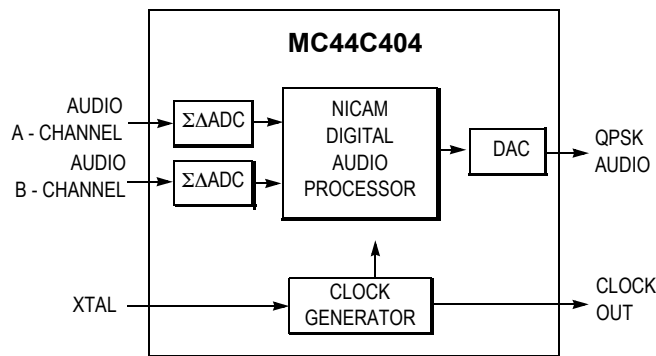 MC44C404
AUDIO
A - CHANNEL
ΣΔADC
NICAM
DIGITAL
AUDIO
PROCESSOR
DAC
QPSK
AUDIO
AUDIO
B - CHANNEL
ΣΔADC
XTAL
CLOCK
GENERATOR
CLOCK
OUT